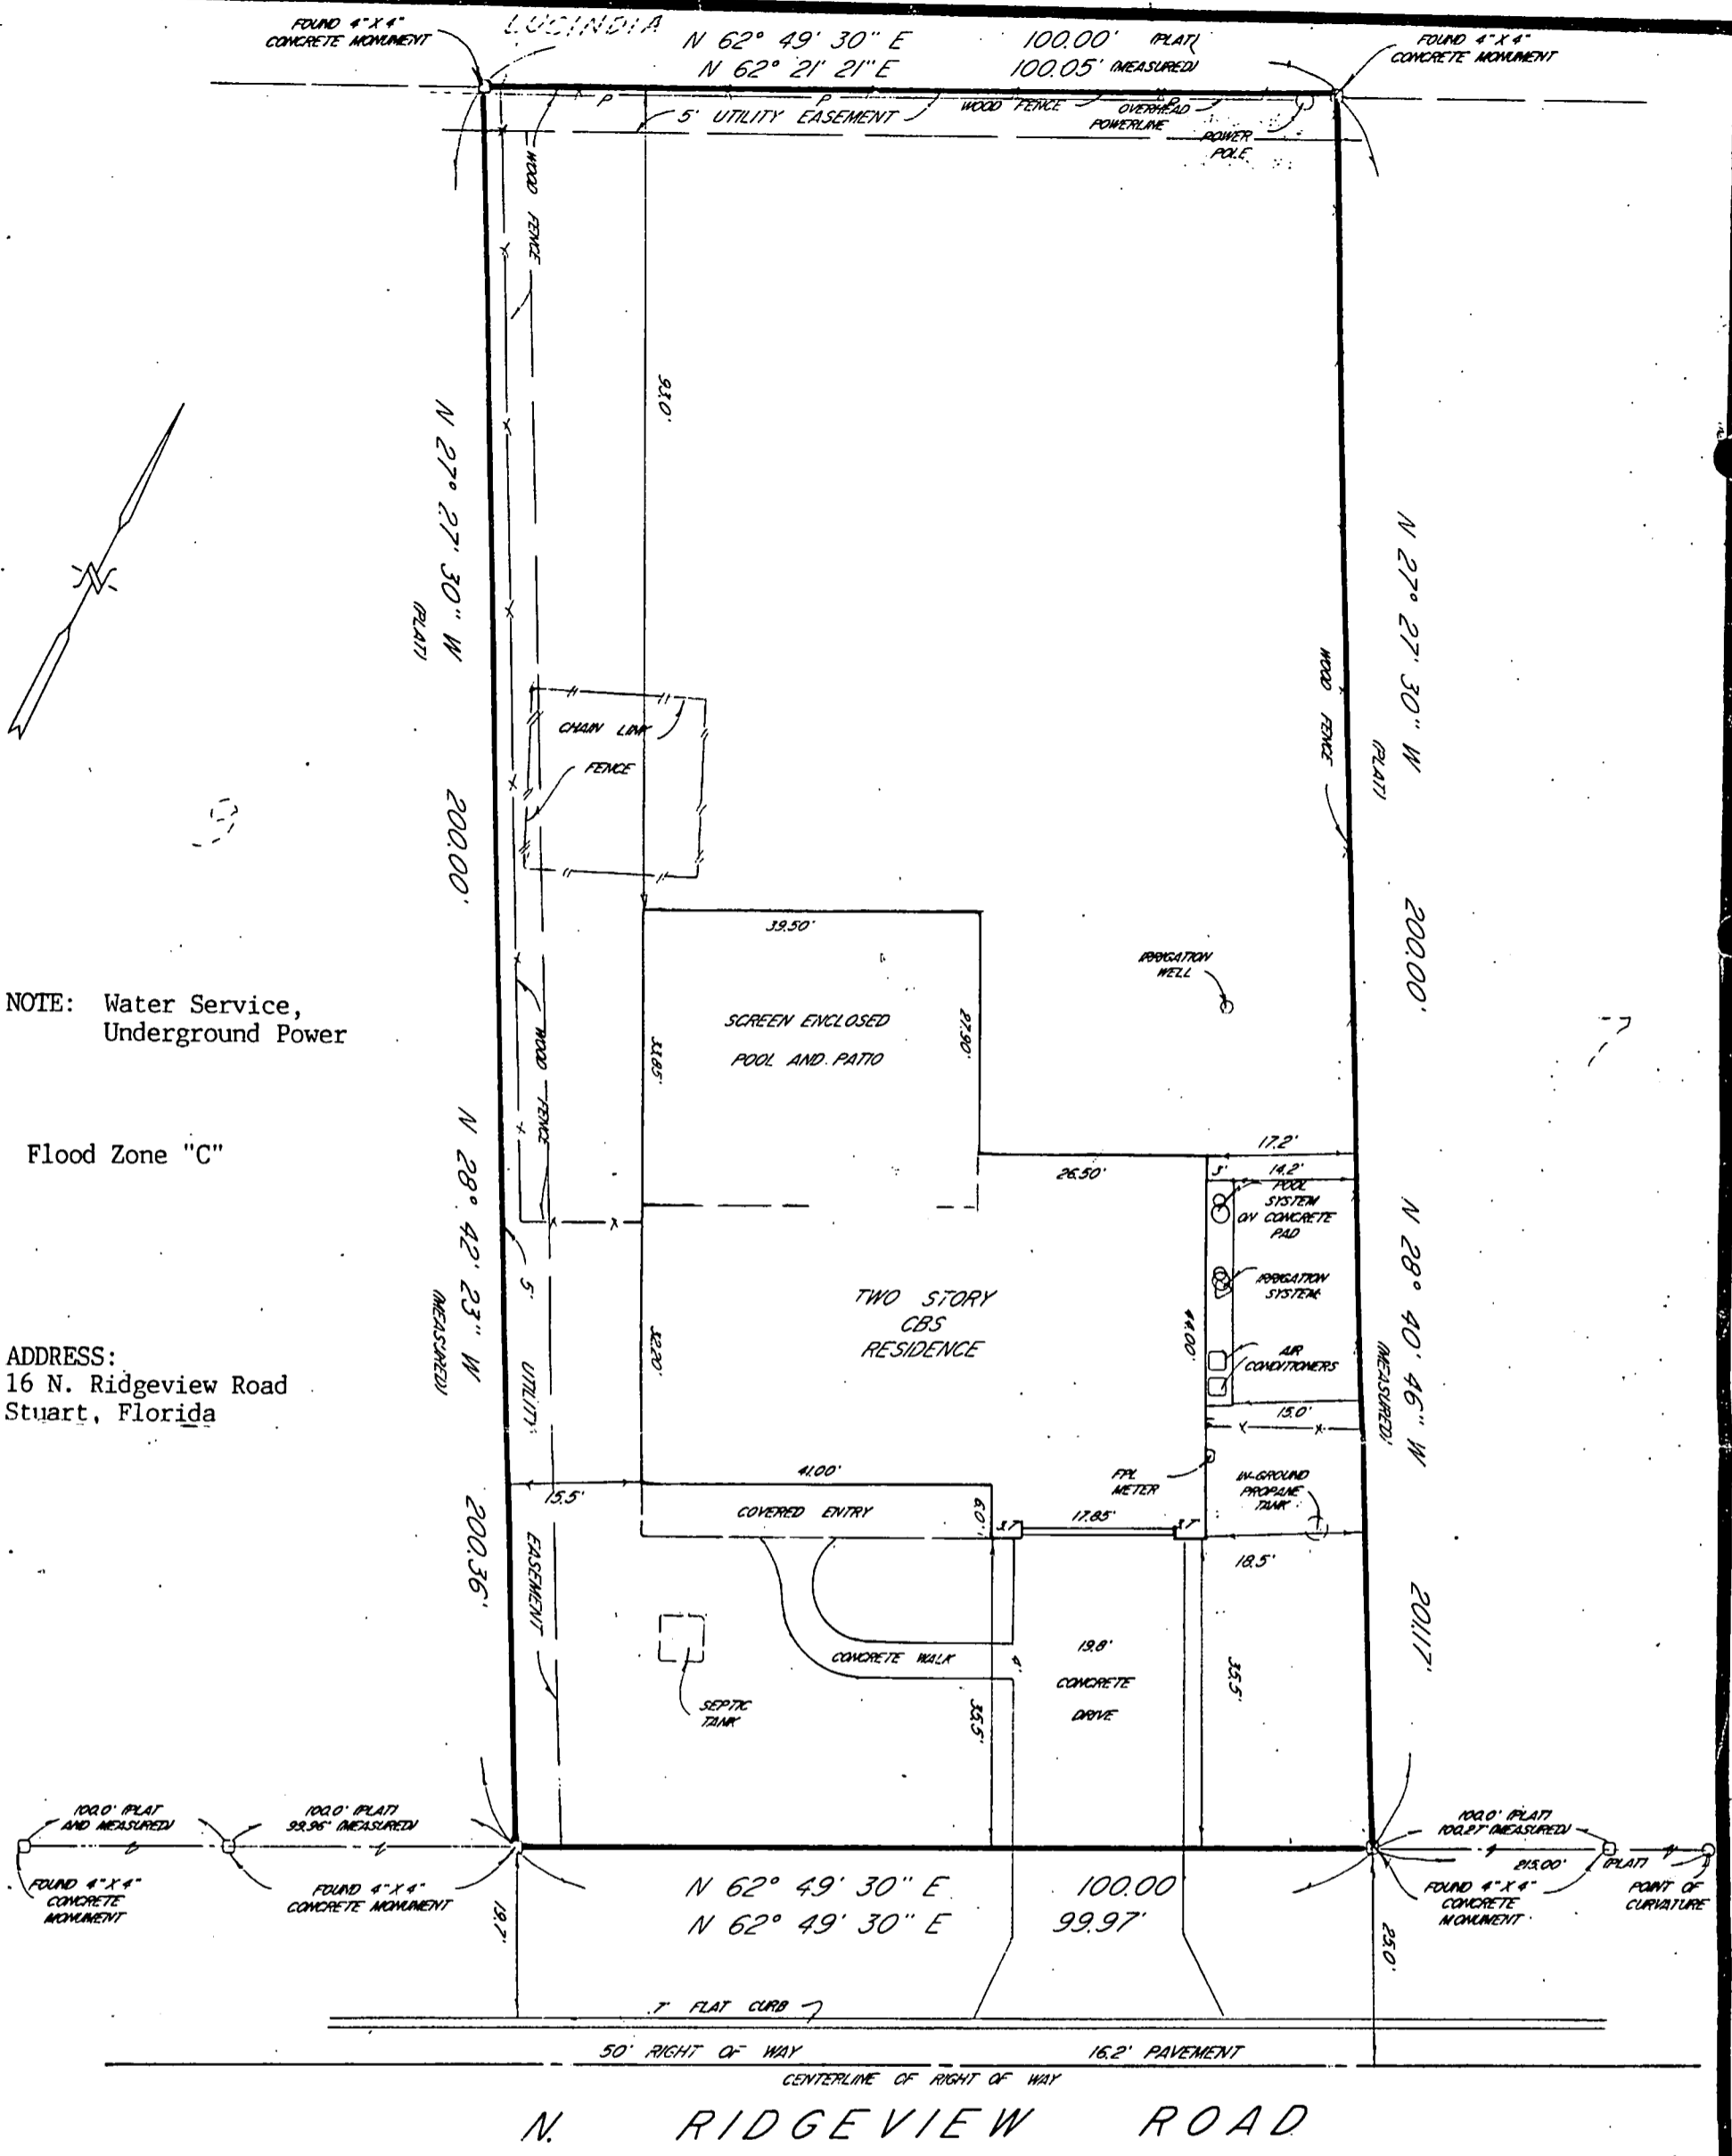 FOUND 4" X 4"
CONCRETE MONUMENT
LUCINDIA
N 62° 49' 30" E 100.00' (PLAT)
N 62° 21' 21" E 100.05' (MEASURED)
FOUND 4" X 4"
CONCRETE MONUMENT
P P P
5' UTILITY EASEMENT
WOOD FENCE
OVERHEAD
POWERLINE
POWER
POLE
WOOD FENCE
93.0'
N 27° 27' 30" W
(PLAT)
200.00'
N 27° 27' 30" W
(PLAT)
200.00'
WOOD FENCE
N
CHAIN LINK
FENCE
39.50'
SCREEN ENCLOSED
POOL AND PATIO
33.85'
27.90'
IRRIGATION
WELL
NOTE: Water Service,
Underground Power
WOOD FENCE
Flood Zone "C"
N 28° 42' 23" W
(MEASURED)
200.36'
N 28° 40' 46" W
(MEASURED)
201.17'
17.2'
26.50'
3' 14.2'
POOL
SYSTEM
ON CONCRETE
PAD
IRRIGATION
SYSTEM
TWO STORY
CBS
RESIDENCE
32.20'
44.00'
AIR
CONDITIONERS
ADDRESS:
16 N. Ridgeview Road
Stuart, Florida
15.0'
5' UTILITY EASEMENT
41.00'
15.5'
COVERED ENTRY
6.0'
FPL
METER
IN-GROUND
PROPANE
TANK
3.7' 17.85' 3.7'
18.5'
CONCRETE WALK
4'
19.8'
CONCRETE
DRIVE
35.5'
35.5'
SEPTIC
TANK
100.0' (PLAT
AND MEASURED)
100.0' (PLAT)
99.96' (MEASURED)
100.0' (PLAT)
100.27' (MEASURED)
215.00' (PLAT)
FOUND 4" X 4"
CONCRETE
MONUMENT
FOUND 4" X 4"
CONCRETE MONUMENT
FOUND 4" X 4"
CONCRETE
MONUMENT
POINT OF
CURVATURE
N 62° 49' 30" E 100.00
N 62° 49' 30" E 99.97'
19.7'
25.0'
.7' FLAT CURB
50' RIGHT OF WAY 16.2' PAVEMENT
CENTERLINE OF RIGHT OF WAY
N. RIDGEVIEW ROAD